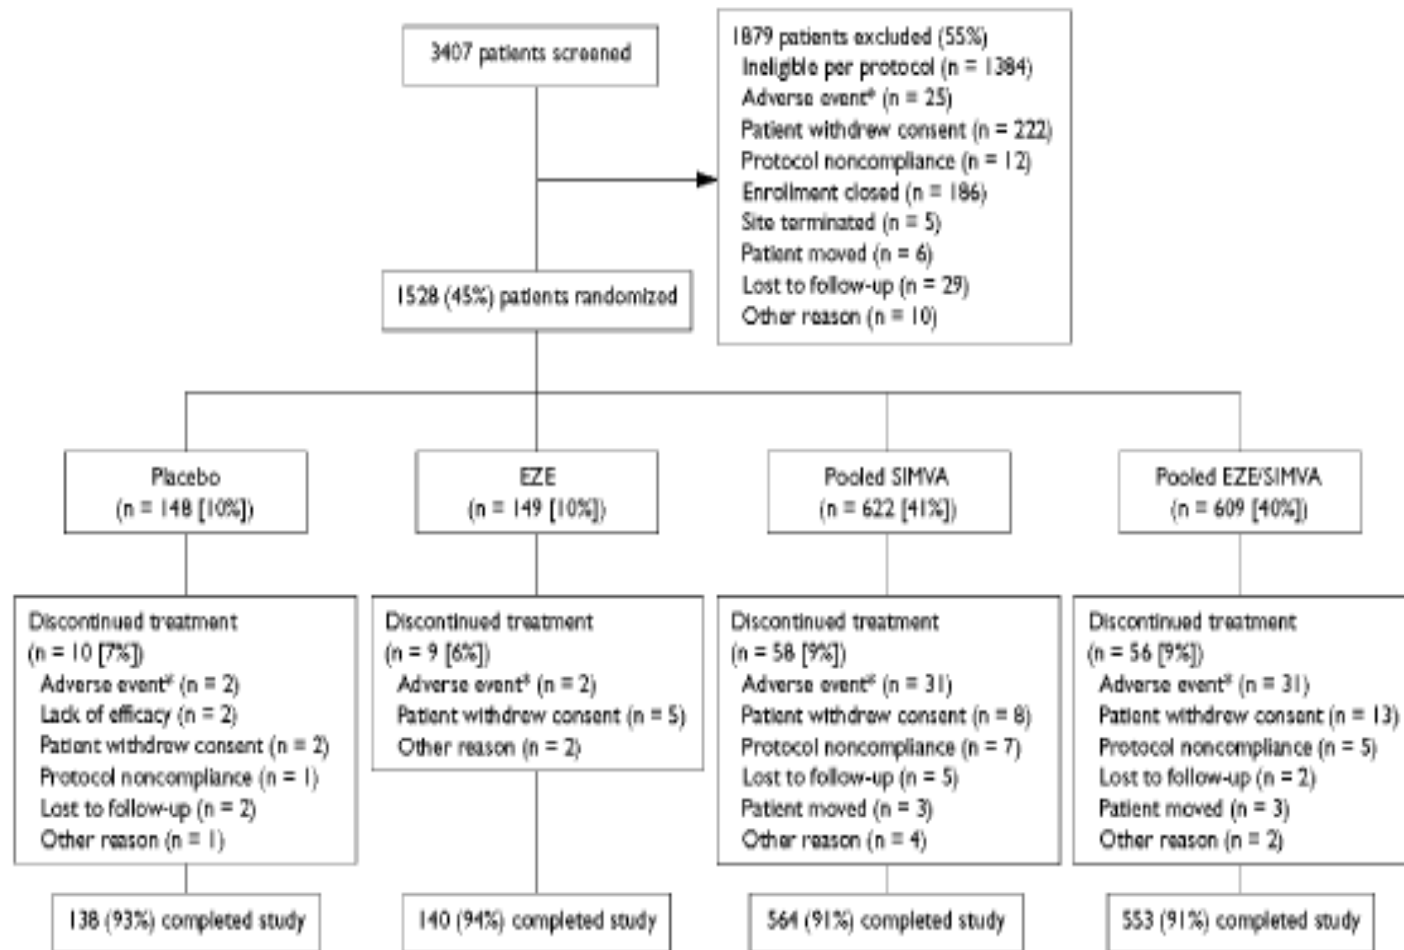 3407 patients screened
1879 patients excluded (55%)
Ineligible per protocol (n = 1384)
Adverse event* (n = 25)
Patient withdrew consent (n = 222)
Protocol noncompliance (n = 12)
Enrollment closed (n = 186)
Site terminated (n = 5)
Patient moved (n = 6)
Lost to follow-up (n = 29)
Other reason (n = 10)
1528 (45%) patients randomized
Placebo
(n = 148 [10%])
EZE
(n = 149 [10%])
Pooled SIMVA
(n = 622 [41%])
Pooled EZE/SIMVA
(n = 609 [40%])
Discontinued treatment
(n = 10 [7%])
Adverse event* (n = 2)
Lack of efficacy (n = 2)
Patient withdrew consent (n = 2)
Protocol noncompliance (n = 1)
Lost to follow-up (n = 2)
Other reason (n = 1)
Discontinued treatment
(n = 9 [6%])
Adverse event* (n = 2)
Patient withdrew consent (n = 5)
Other reason (n = 2)
Discontinued treatment
(n = 58 [9%])
Adverse event* (n = 31)
Patient withdrew consent (n = 8)
Protocol noncompliance (n = 7)
Lost to follow-up (n = 5)
Patient moved (n = 3)
Other reason (n = 4)
Discontinued treatment
(n = 56 [9%])
Adverse event* (n = 31)
Patient withdrew consent (n = 13)
Protocol noncompliance (n = 5)
Lost to follow-up (n = 2)
Patient moved (n = 3)
Other reason (n = 2)
138 (93%) completed study
140 (94%) completed study
564 (91%) completed study
553 (91%) completed study